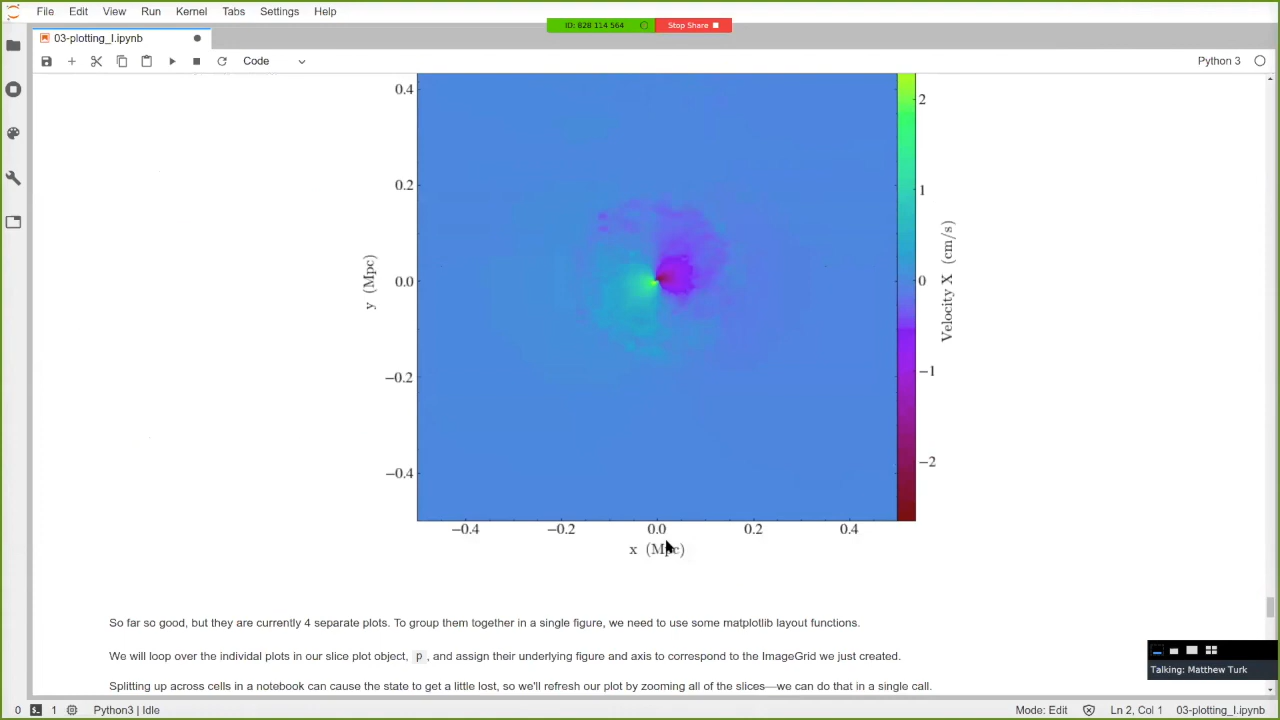 File Edit View Run Kernel Tabs Settings Help
ID: 828 114 564 Stop Share
03-plotting_I.ipynb
Code Python 3
0.4
0.2
0.0
−0.2
−0.4
y (Mpc)
−0.4 −0.2 0.0 0.2 0.4
x (Mpc)
2
1
0
−1
−2
Velocity X (cm/s)
So far so good, but they are currently 4 separate plots. To group them together in a single figure, we need to use some matplotlib layout functions.
We will loop over the individal plots in our slice plot object, p, and assign their underlying figure and axis to correspond to the ImageGrid we just created.
Splitting up across cells in a notebook can cause the state to get a little lost, so we'll refresh our plot by zooming all of the slices—we can do that in a single call.
Talking: Matthew Turk
0 1 Python3 | Idle Mode: Edit Ln 2, Col 1 03-plotting_I.ipynb